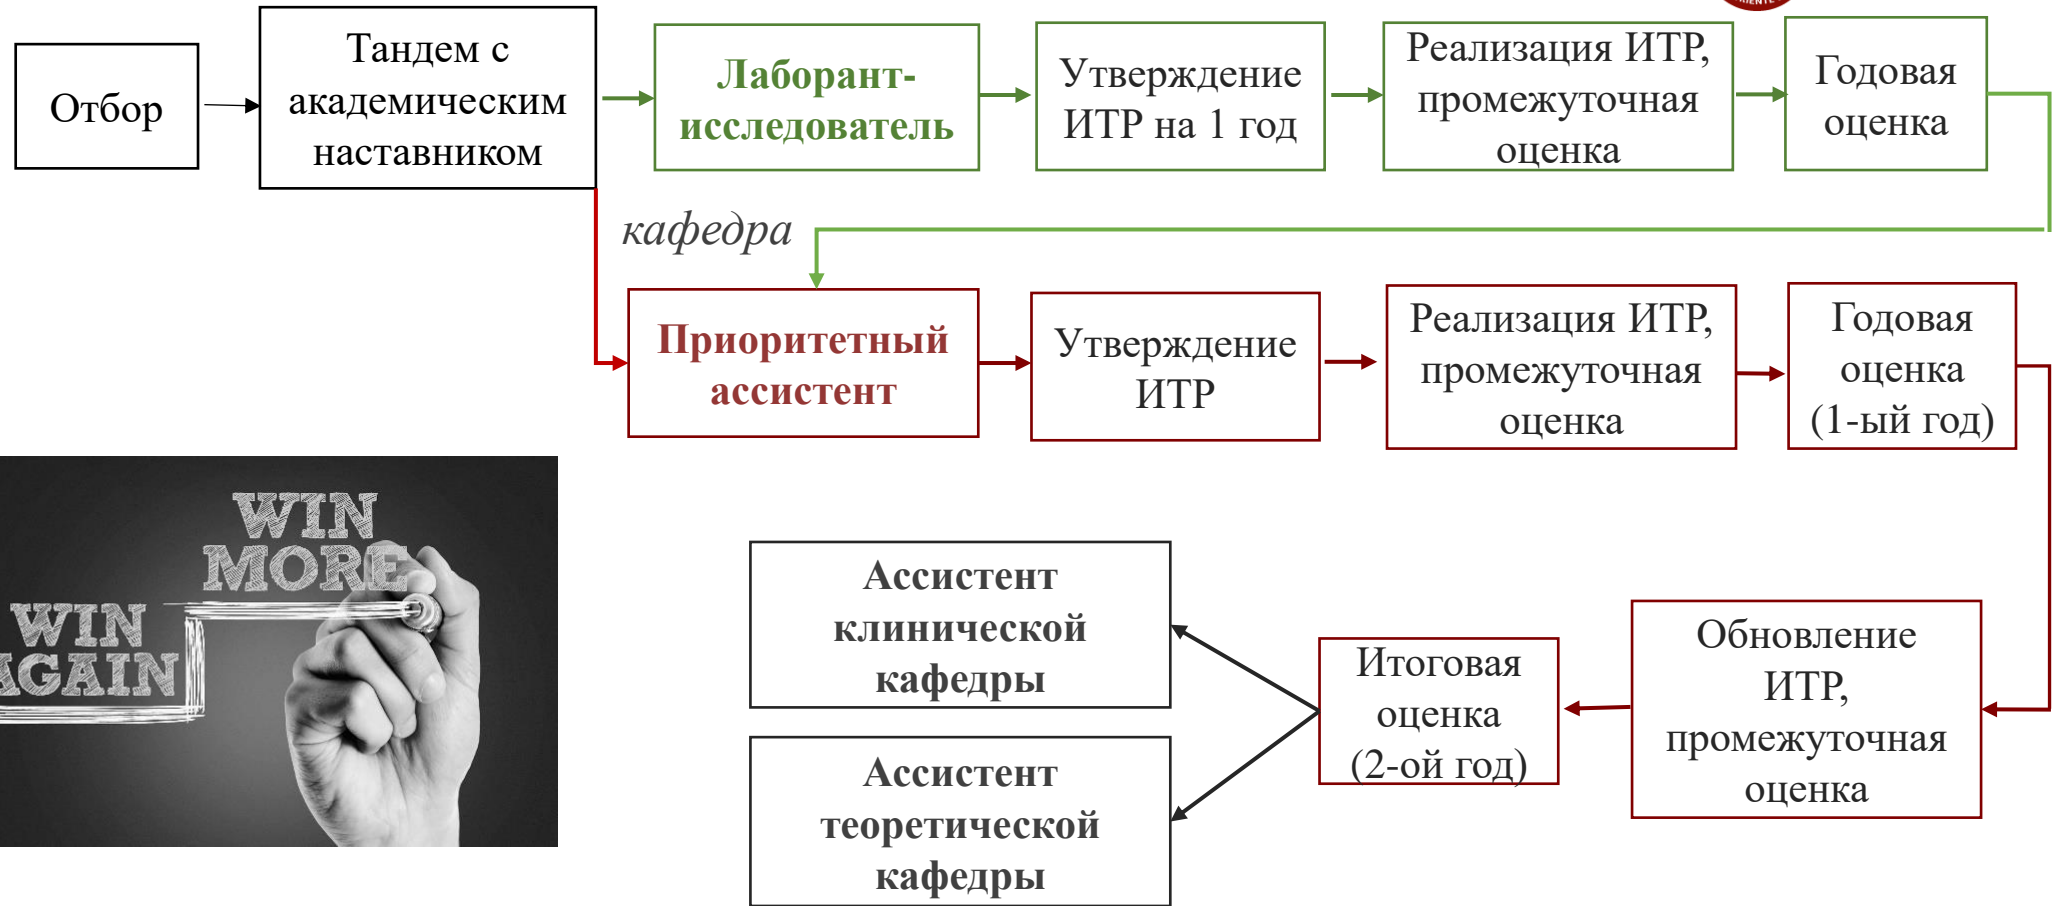 Отбор
Тандем с
академическим
наставником
Лаборант-
исследователь
Утверждение
ИТР на 1 год
Реализация ИТР,
промежуточная
оценка
Годовая
оценка
кафедра
Приоритетный
ассистент
Утверждение
ИТР
Реализация ИТР,
промежуточная
оценка
Годовая
оценка
(1-ый год)
WIN
MORE
WIN
AGAIN
Ассистент
клинической
кафедры
Ассистент
теоретической
кафедры
Итоговая
оценка
(2-ой год)
Обновление
ИТР,
промежуточная
оценка